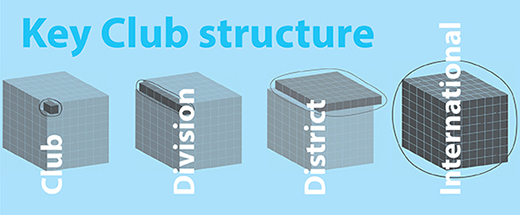 Key Club structure
Club
Division
District
International